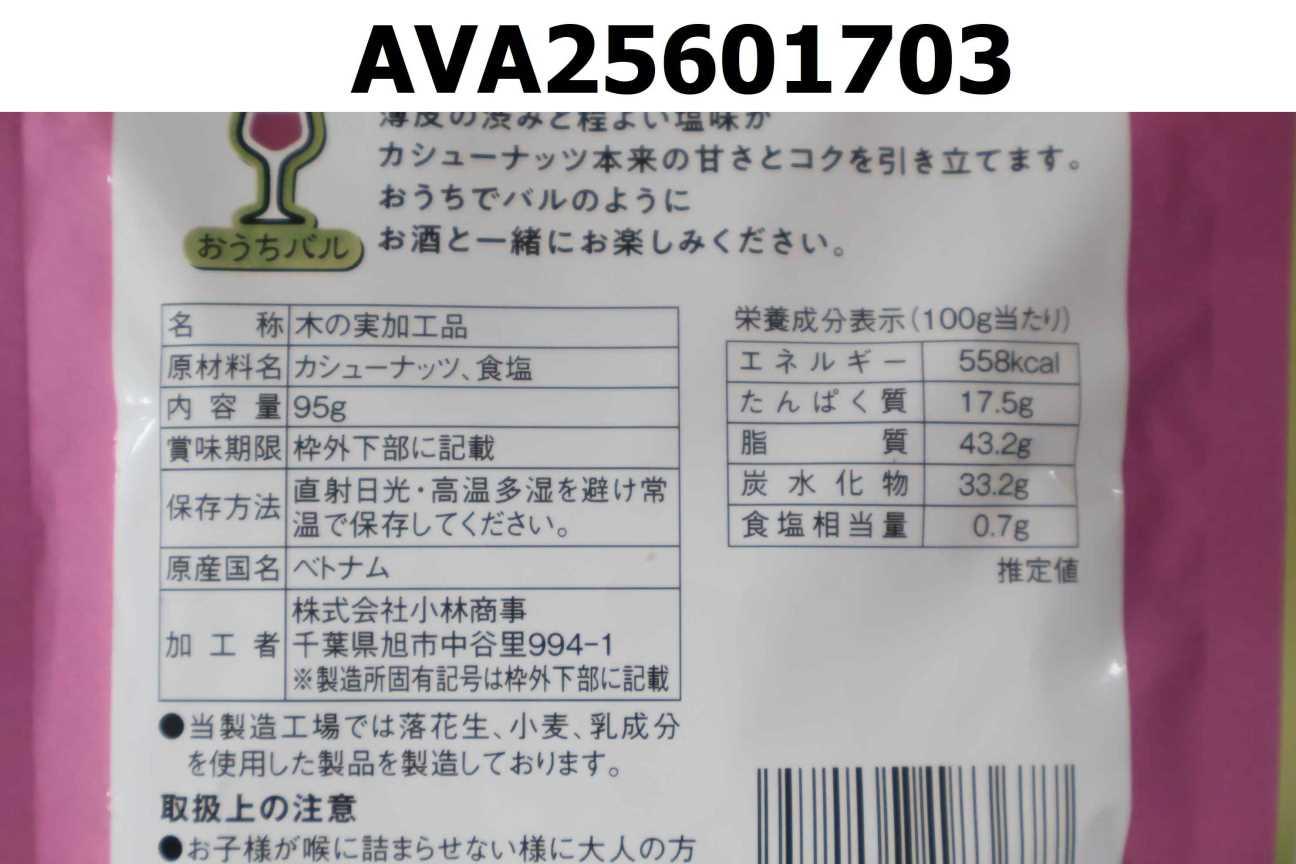 AVA25601703
薄皮の渋みと程よい塩味が
カシューナッツ本来の甘さとコクを引き立てます。
おうちでバルのように
お酒と一緒にお楽しみください。
おうちバル
名称 木の実加工品
原材料名 カシューナッツ、食塩
内容量 95g
賞味期限 枠外下部に記載
保存方法 直射日光・高温多湿を避け常
温で保存してください。
原産国名 ベトナム
加工者 株式会社小林商事
千葉県旭市中谷里994-1
※製造所固有記号は枠外下部に記載
栄養成分表示(100g当たり)
エネルギー 558kcal
たんぱく質 17.5g
脂質 43.2g
炭水化物 33.2g
食塩相当量 0.7g
推定値
●当製造工場では落花生、小麦、乳成分
を使用した製品を製造しております。
取扱上の注意
●お子様が喉に詰まらせない様に大人の方